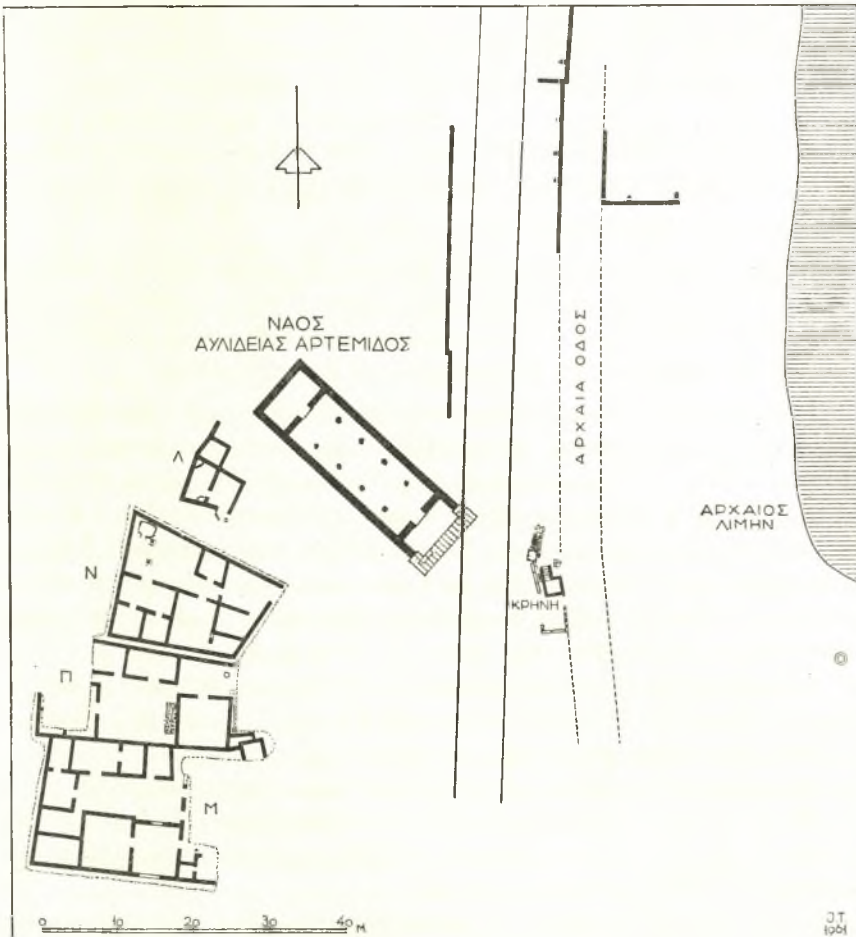 ΝΑΟΣ
ΑΥΛΙΔΕΙΑΣ ΑΡΤΕΜΙΔΟΣ
ΑΡΧΑΙΑ ΟΔΟΣ
Λ
ΑΡΧΑΙΟΣ
ΛΙΜΗΝ
Ν
ΚΡΗΝΗ
Π
Μ
0 10 20 30 40 Μ
J.T.
1961